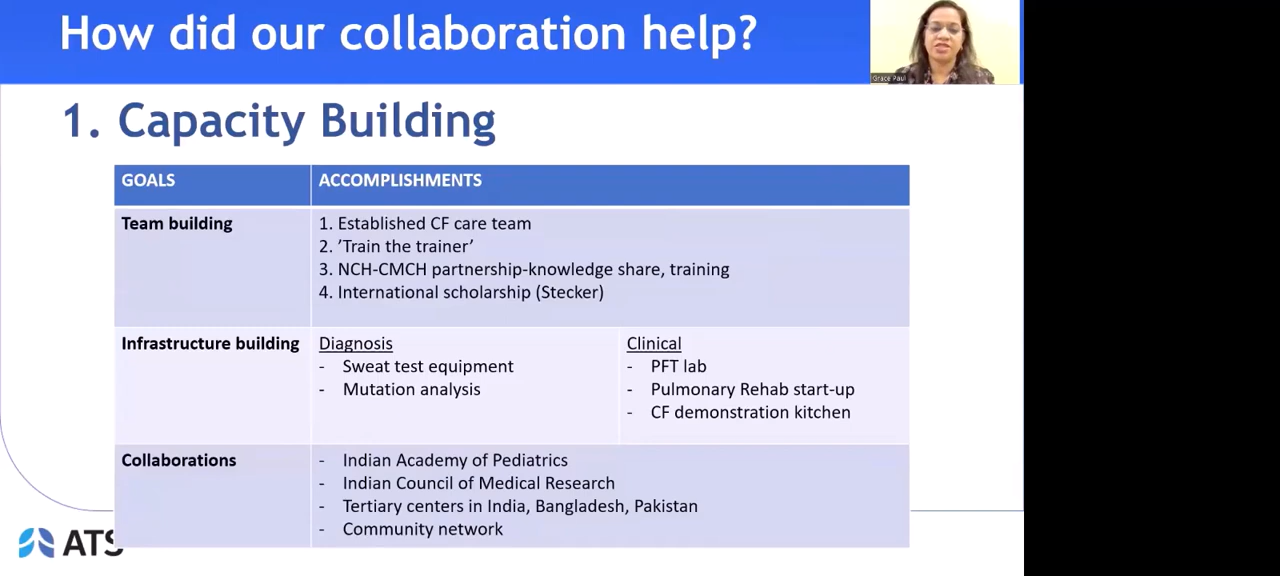 How did our collaboration help?
Grace Paul
1. Capacity Building
GOALS
ACCOMPLISHMENTS
Team building
1. Established CF care team
2. ’Train the trainer’
3. NCH-CMCH partnership-knowledge share, training
4. International scholarship (Stecker)
Infrastructure building
Diagnosis
- Sweat test equipment
- Mutation analysis
Clinical
- PFT lab
- Pulmonary Rehab start-up
- CF demonstration kitchen
Collaborations
- Indian Academy of Pediatrics
- Indian Council of Medical Research
- Tertiary centers in India, Bangladesh, Pakistan
- Community network
ATS